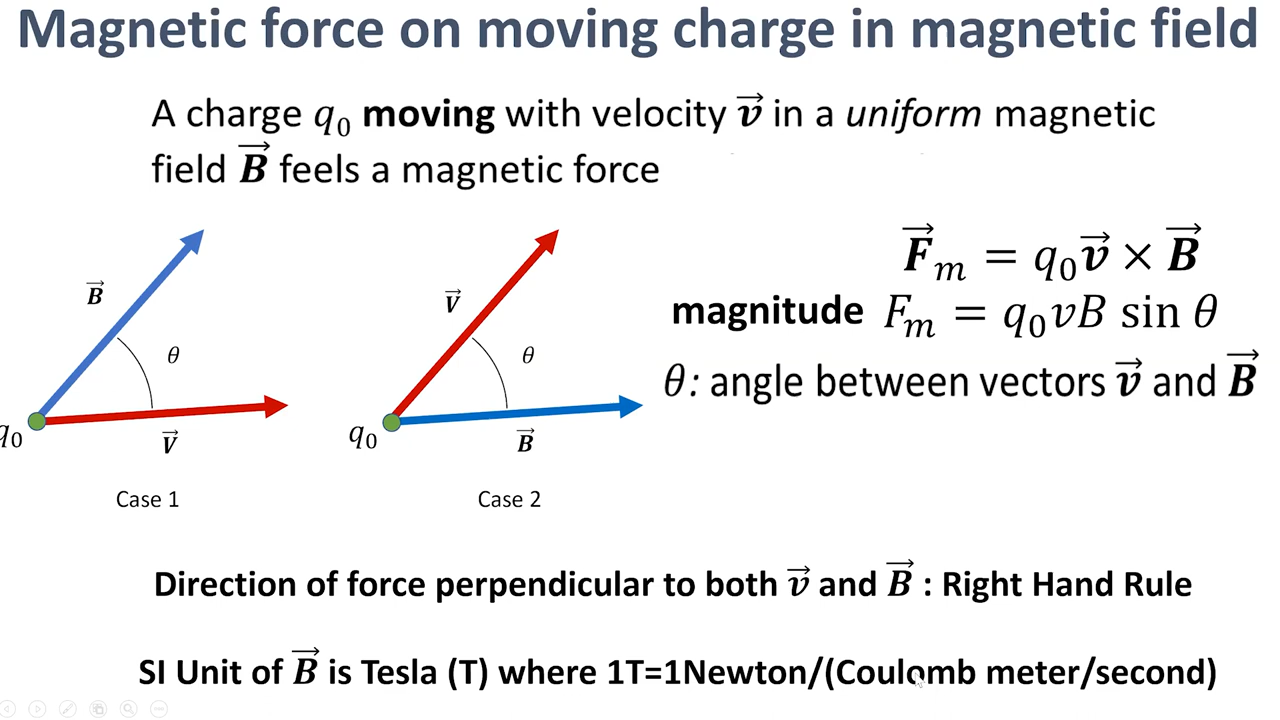 Magnetic force on moving charge in magnetic field
A charge q₀ moving with velocity v⃗ in a uniform magnetic
field B⃗ feels a magnetic force
F⃗ₘ = q₀v⃗ × B⃗
magnitude Fₘ = q₀vB sin θ
θ: angle between vectors v⃗ and B⃗
B⃗
θ
q₀
V⃗
Case 1
V⃗
θ
q₀
B⃗
Case 2
Direction of force perpendicular to both v⃗ and B⃗ : Right Hand Rule
SI Unit of B⃗ is Tesla (T) where 1T=1Newton/(Coulomb meter/second)